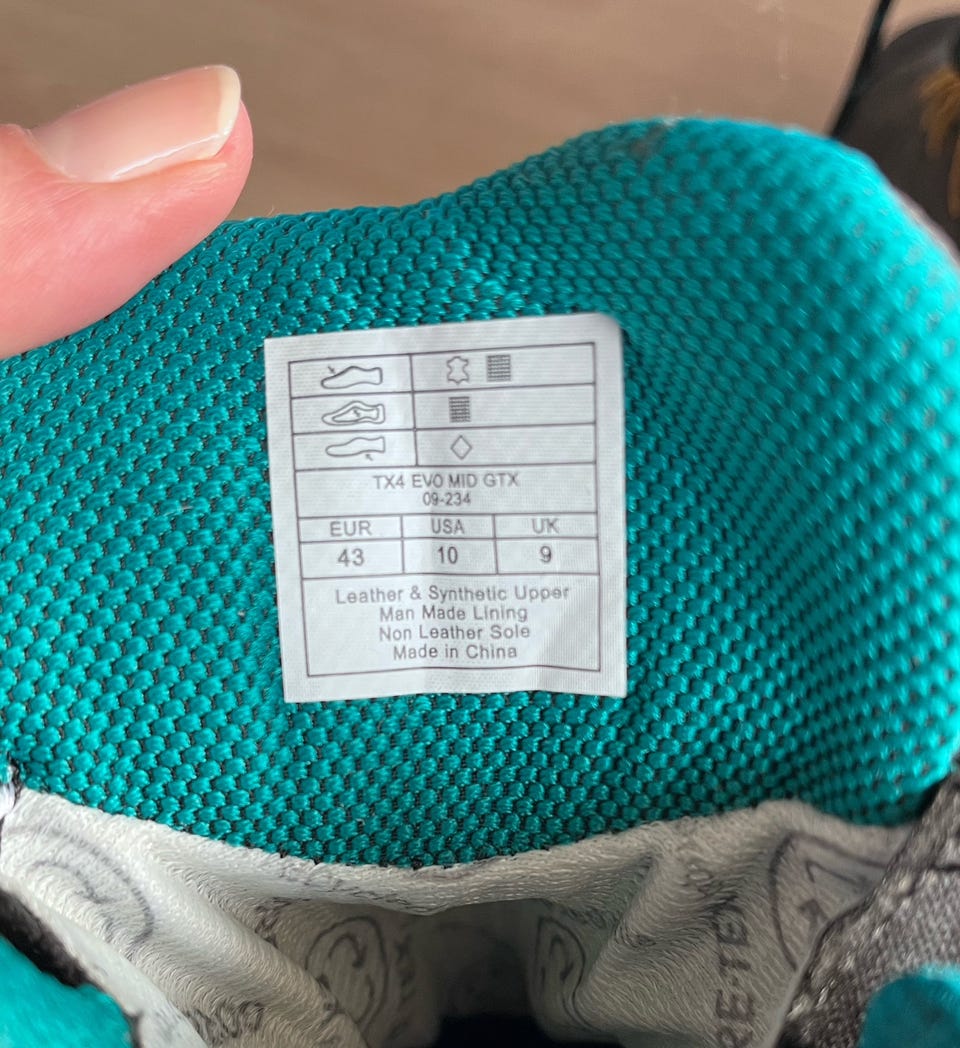 TX4 EVO MID GTX
09-234
EUR USA UK
43 10 9
Leather & Synthetic Upper
Man Made Lining
Non Leather Sole
Made in China